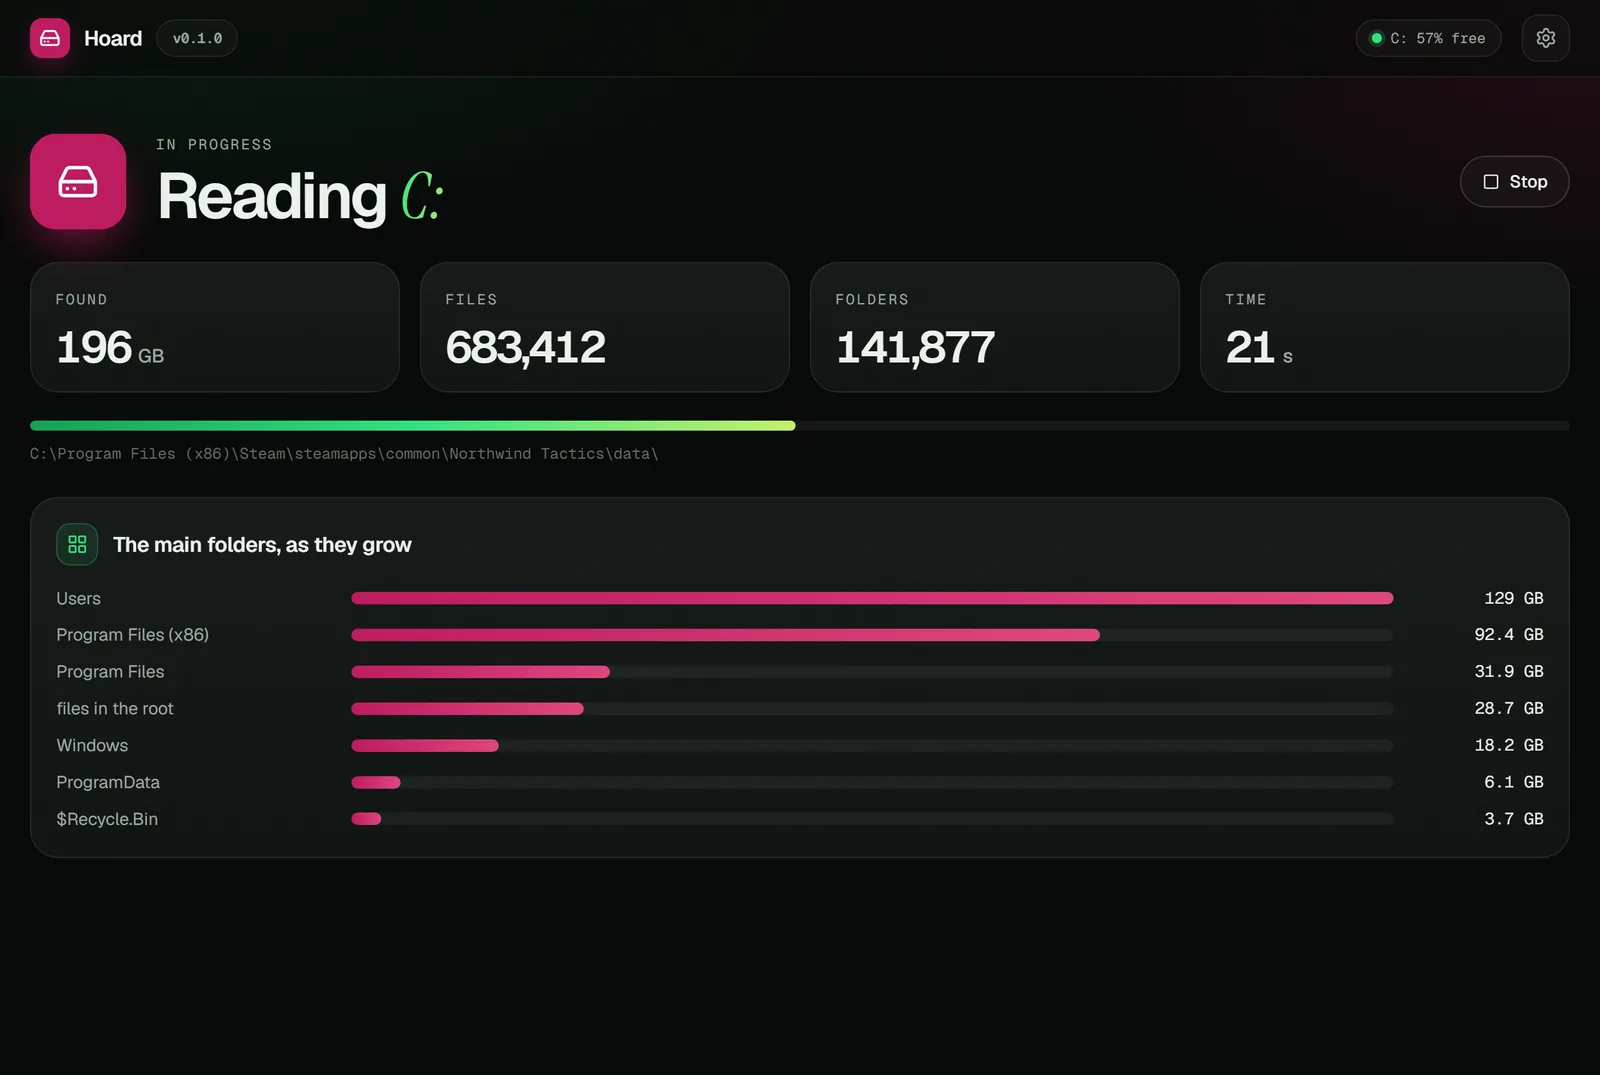 Hoard
v0.1.0
C: 57% free
IN PROGRESS
Reading C:
Stop
FOUND
196 GB
FILES
683,412
FOLDERS
141,877
TIME
21 s
C:\Program Files (x86)\Steam\steamapps\common\Northwind Tactics\data\
The main folders, as they grow
Users 129 GB
Program Files (x86) 92.4 GB
Program Files 31.9 GB
files in the root 28.7 GB
Windows 18.2 GB
ProgramData 6.1 GB
$Recycle.Bin 3.7 GB